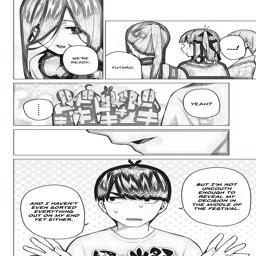 WE'RE
READY.
FUTARO.
......
YEAH?
...
BUT I'M NOT
UNCOUTH
ENOUGH TO
REVEAL MY
DECISION IN
THE MIDDLE OF
THE FESTIVAL.
AND I HAVEN'T
EVEN SORTED
EVERYTHING
OUT ON MY END
YET EITHER.